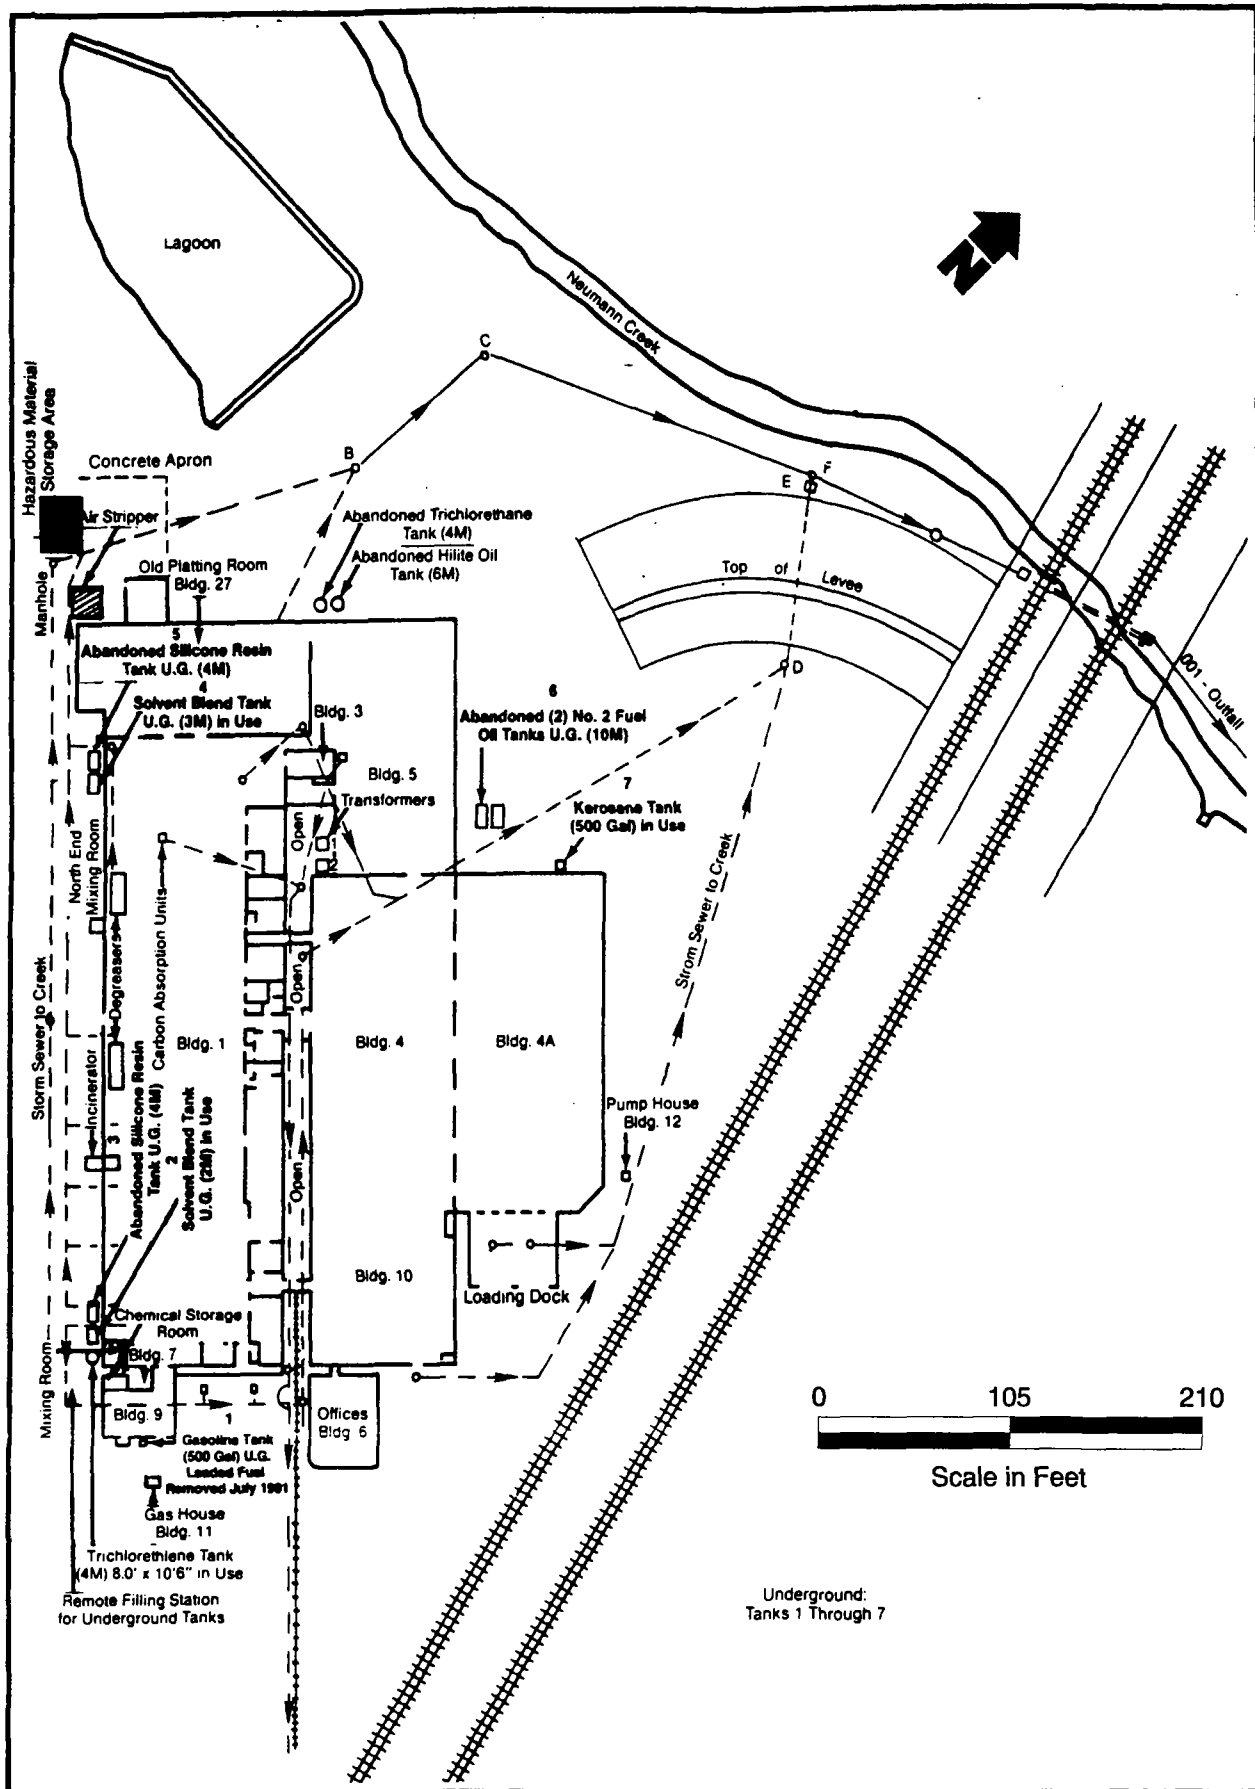 Lagoon
N
Neumann Creek
C
B
F
E
D
Hazardous Material
Storage Area
Concrete Apron
Air Stripper
Abandoned Trichlorethane
Tank (4M)
Abandoned Hilite Oil
Tank (6M)
Old Platting Room
Bldg. 27
Manhole
Top of Levee
001 - Outfall
5
Abandoned Silicone Resin
Tank U.G. (4M)
4
Solvent Blend Tank
U.G. (3M) in Use
Bldg. 3
6
Abandoned (2) No. 2 Fuel
Oil Tanks U.G. (10M)
Bldg. 5
Transformers
1
2
7
Kerosene Tank
(500 Gal) in Use
Open
North End
Mixing Room
Storm Sewer to Creek
Degreasers
Carbon Absorption Units
Strom Sewer to Creek
Open
Bldg. 1
Bldg. 4
Bldg. 4A
Incinerator
3
Abandoned Silicone Resin
Tank U.G. (4M)
2
Solvent Blend Tank
U.G. (2M) in Use
Open
Pump House
Bldg. 12
Bldg. 10
Loading Dock
Chemical Storage
Room
Bldg. 7
Mixing Room
Bldg. 9
1
Offices
Bldg 6
Gasoline Tank
(500 Gal) U.G.
Leaded Fuel
Removed July 1981
Gas House
Bldg. 11
Trichlorethlene Tank
(4M) 8.0' x 10'6" in Use
Remote Filling Station
for Underground Tanks
0 105 210
Scale in Feet
Underground:
Tanks 1 Through 7